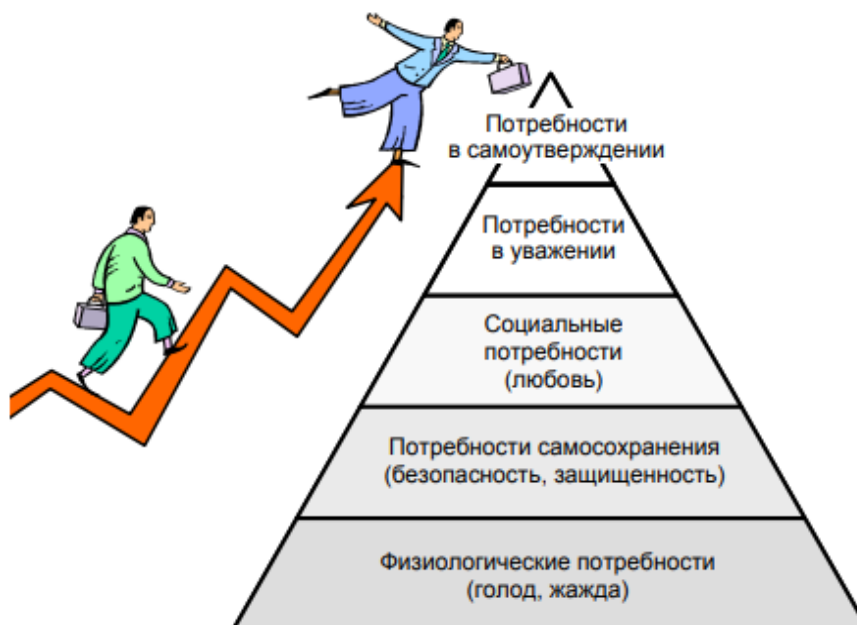 Потребности
в самоутверждении
Потребности
в уважении
Социальные
потребности
(любовь)
Потребности самосохранения
(безопасность, защищенность)
Физиологические потребности
(голод, жажда)